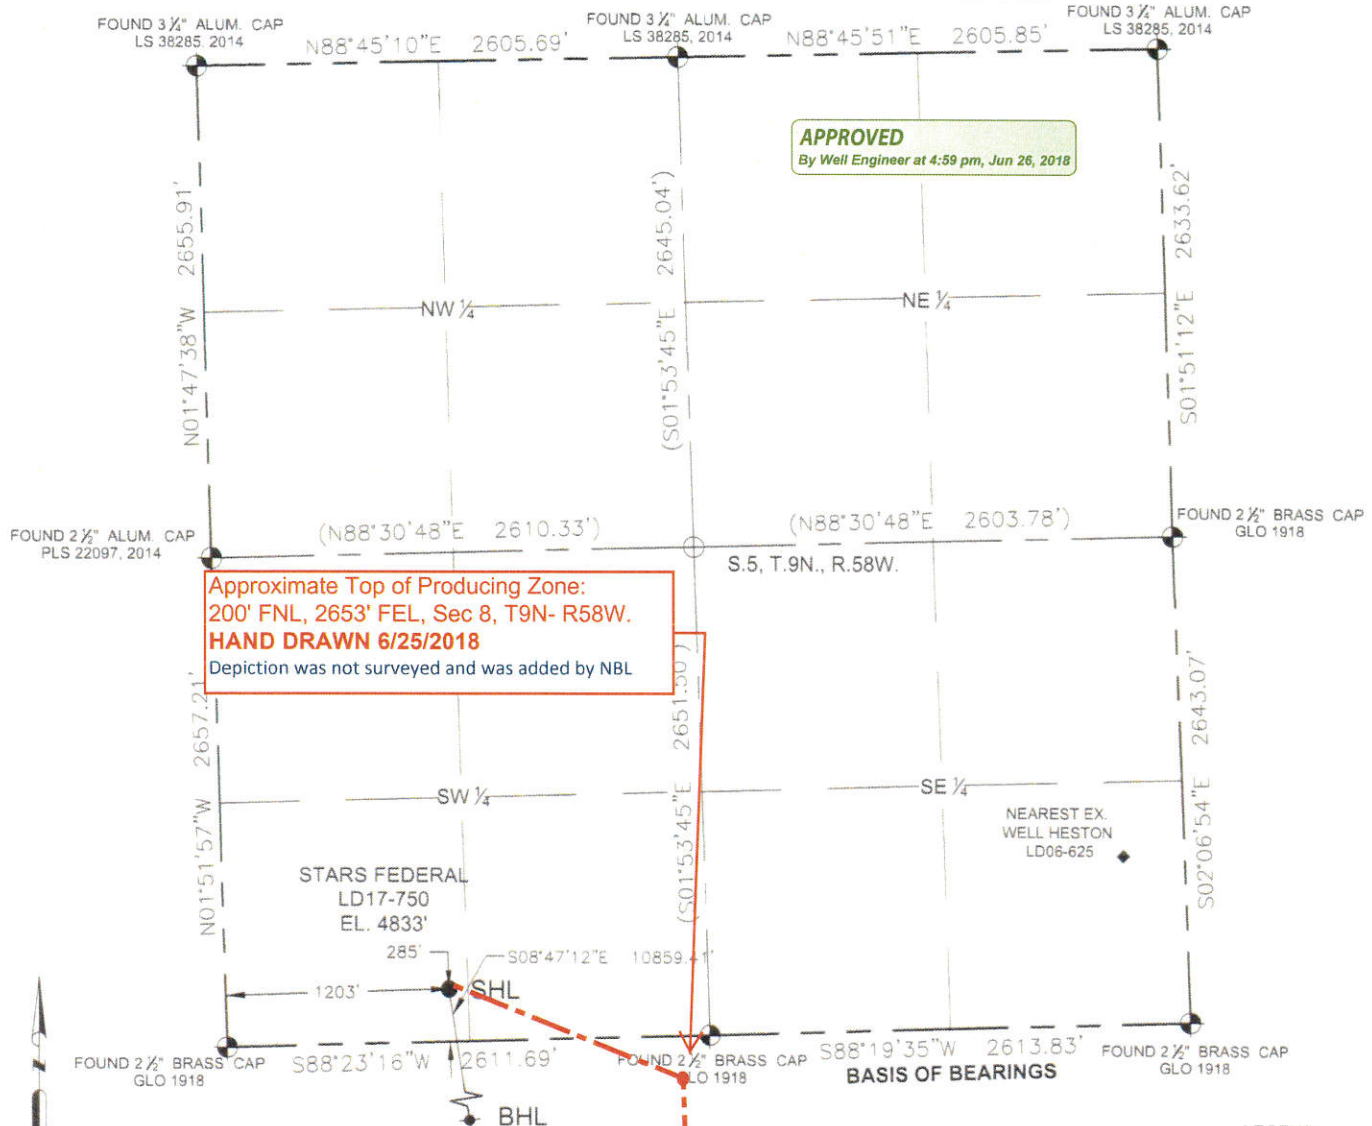 FOUND 3 ¼" ALUM. CAP
LS 38285, 2014
N88°45'10"E 2605.69'
FOUND 3 ¼" ALUM. CAP
LS 38285, 2014
N88°45'51"E 2605.85'
FOUND 3 ¼" ALUM. CAP
LS 38285, 2014
APPROVED
By Well Engineer at 4:59 pm, Jun 26, 2018
N01°47'38"W 2655.91'
(S01°53'45"E 2645.04')
S01°51'12"E 2633.62'
NW ¼
NE ¼
FOUND 2 ½" ALUM. CAP
PLS 22097, 2014
(N88°30'48"E 2610.33')
(N88°30'48"E 2603.78')
FOUND 2 ½" BRASS CAP
GLO 1918
S.5, T.9N., R.58W.
Approximate Top of Producing Zone:
200' FNL, 2653' FEL, Sec 8, T9N- R58W.
HAND DRAWN 6/25/2018
Depiction was not surveyed and was added by NBL
N01°51'57"W 2657.21'
(S01°53'45"E 2651.50')
S02°06'54"E 2643.07'
SW ¼
SE ¼
NEAREST EX.
WELL HESTON
LD06-625
STARS FEDERAL
LD17-750
EL. 4833'
285'
S08°47'12"E 10859.41'
1203'
SHL
FOUND 2 ½" BRASS CAP
GLO 1918
S88°23'16"W 2611.69'
FOUND 2 ½" BRASS CAP
LO 1918
S88°19'35"W 2613.83'
BASIS OF BEARINGS
FOUND 2 ½" BRASS CAP
GLO 1918
N
BHL